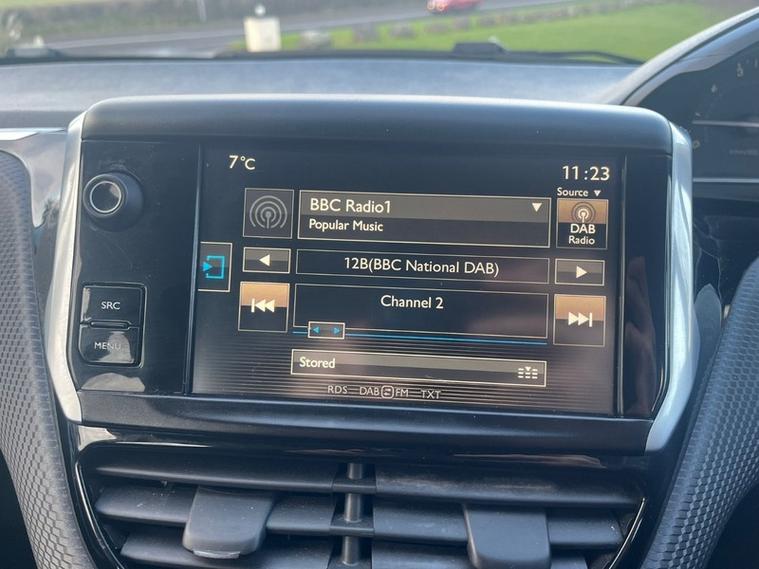 7°C
11:23
Source ▼
BBC Radio1
Popular Music
DAB
Radio
12B(BBC National DAB)
Channel 2
SRC
MENU
Stored
RDS DAB FM TXT